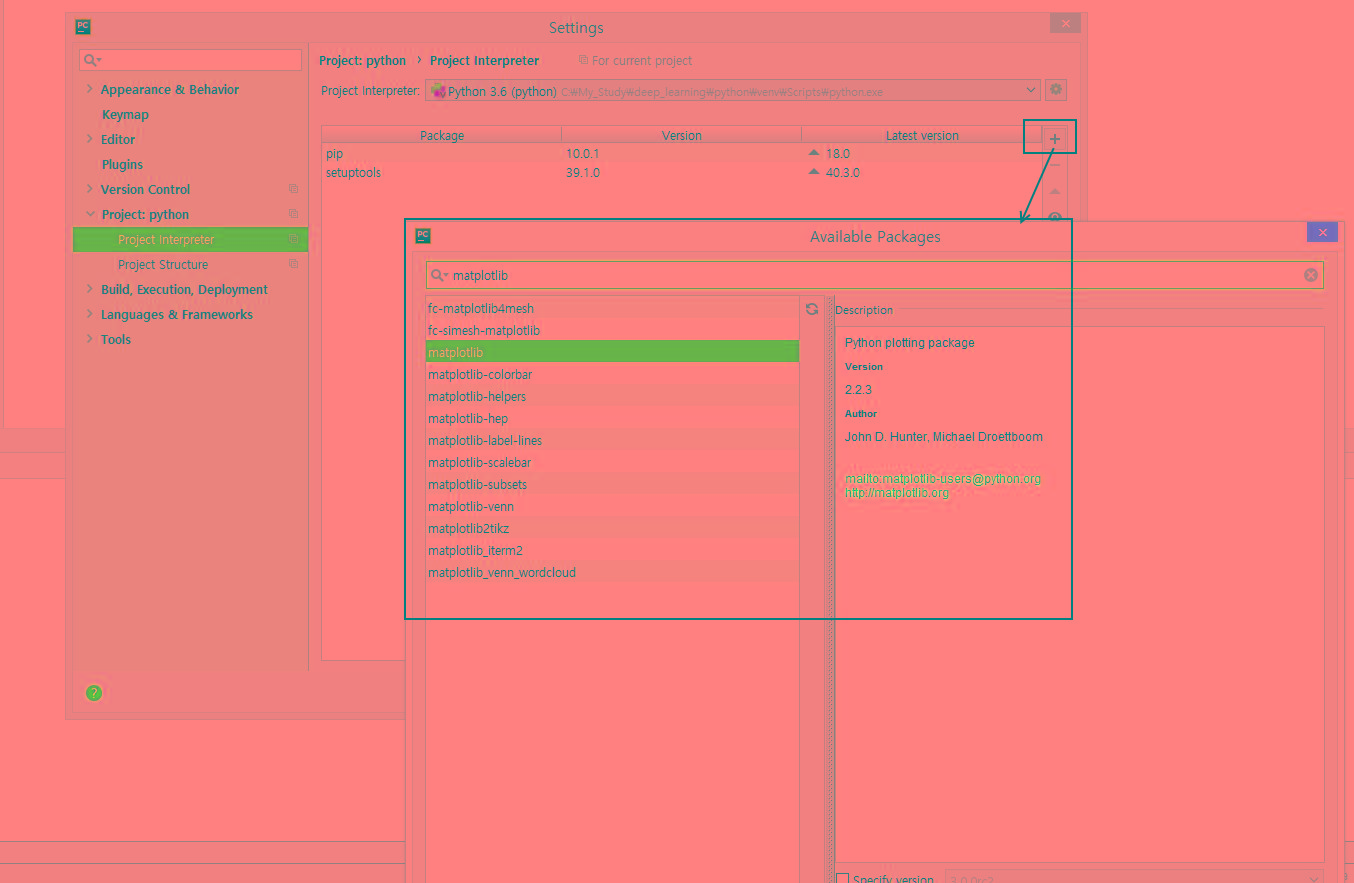 PC
Settings
Project: python › Project Interpreter For current project
Project Interpreter: Python 3.6 (python) C:₩My_Study₩deep_learning₩python₩venv₩Scripts₩python.exe
Appearance & Behavior
Keymap
Editor
Plugins
Version Control
Project: python
Project Interpreter
Project Structure
Build, Execution, Deployment
Languages & Frameworks
Tools
?
Package Version Latest version
pip 10.0.1 18.0
setuptools 39.1.0 40.3.0
PC
Available Packages
matplotlib
fc-matplotlib4mesh
fc-simesh-matplotlib
matplotlib
matplotlib-colorbar
matplotlib-helpers
matplotlib-hep
matplotlib-label-lines
matplotlib-scalebar
matplotlib-subsets
matplotlib-venn
matplotlib2tikz
matplotlib_iterm2
matplotlib_venn_wordcloud
Description
Python plotting package
Version
2.2.3
Author
John D. Hunter, Michael Droettboom
mailto:matplotlib-users@python.org
http://matplotlib.org
Specify version